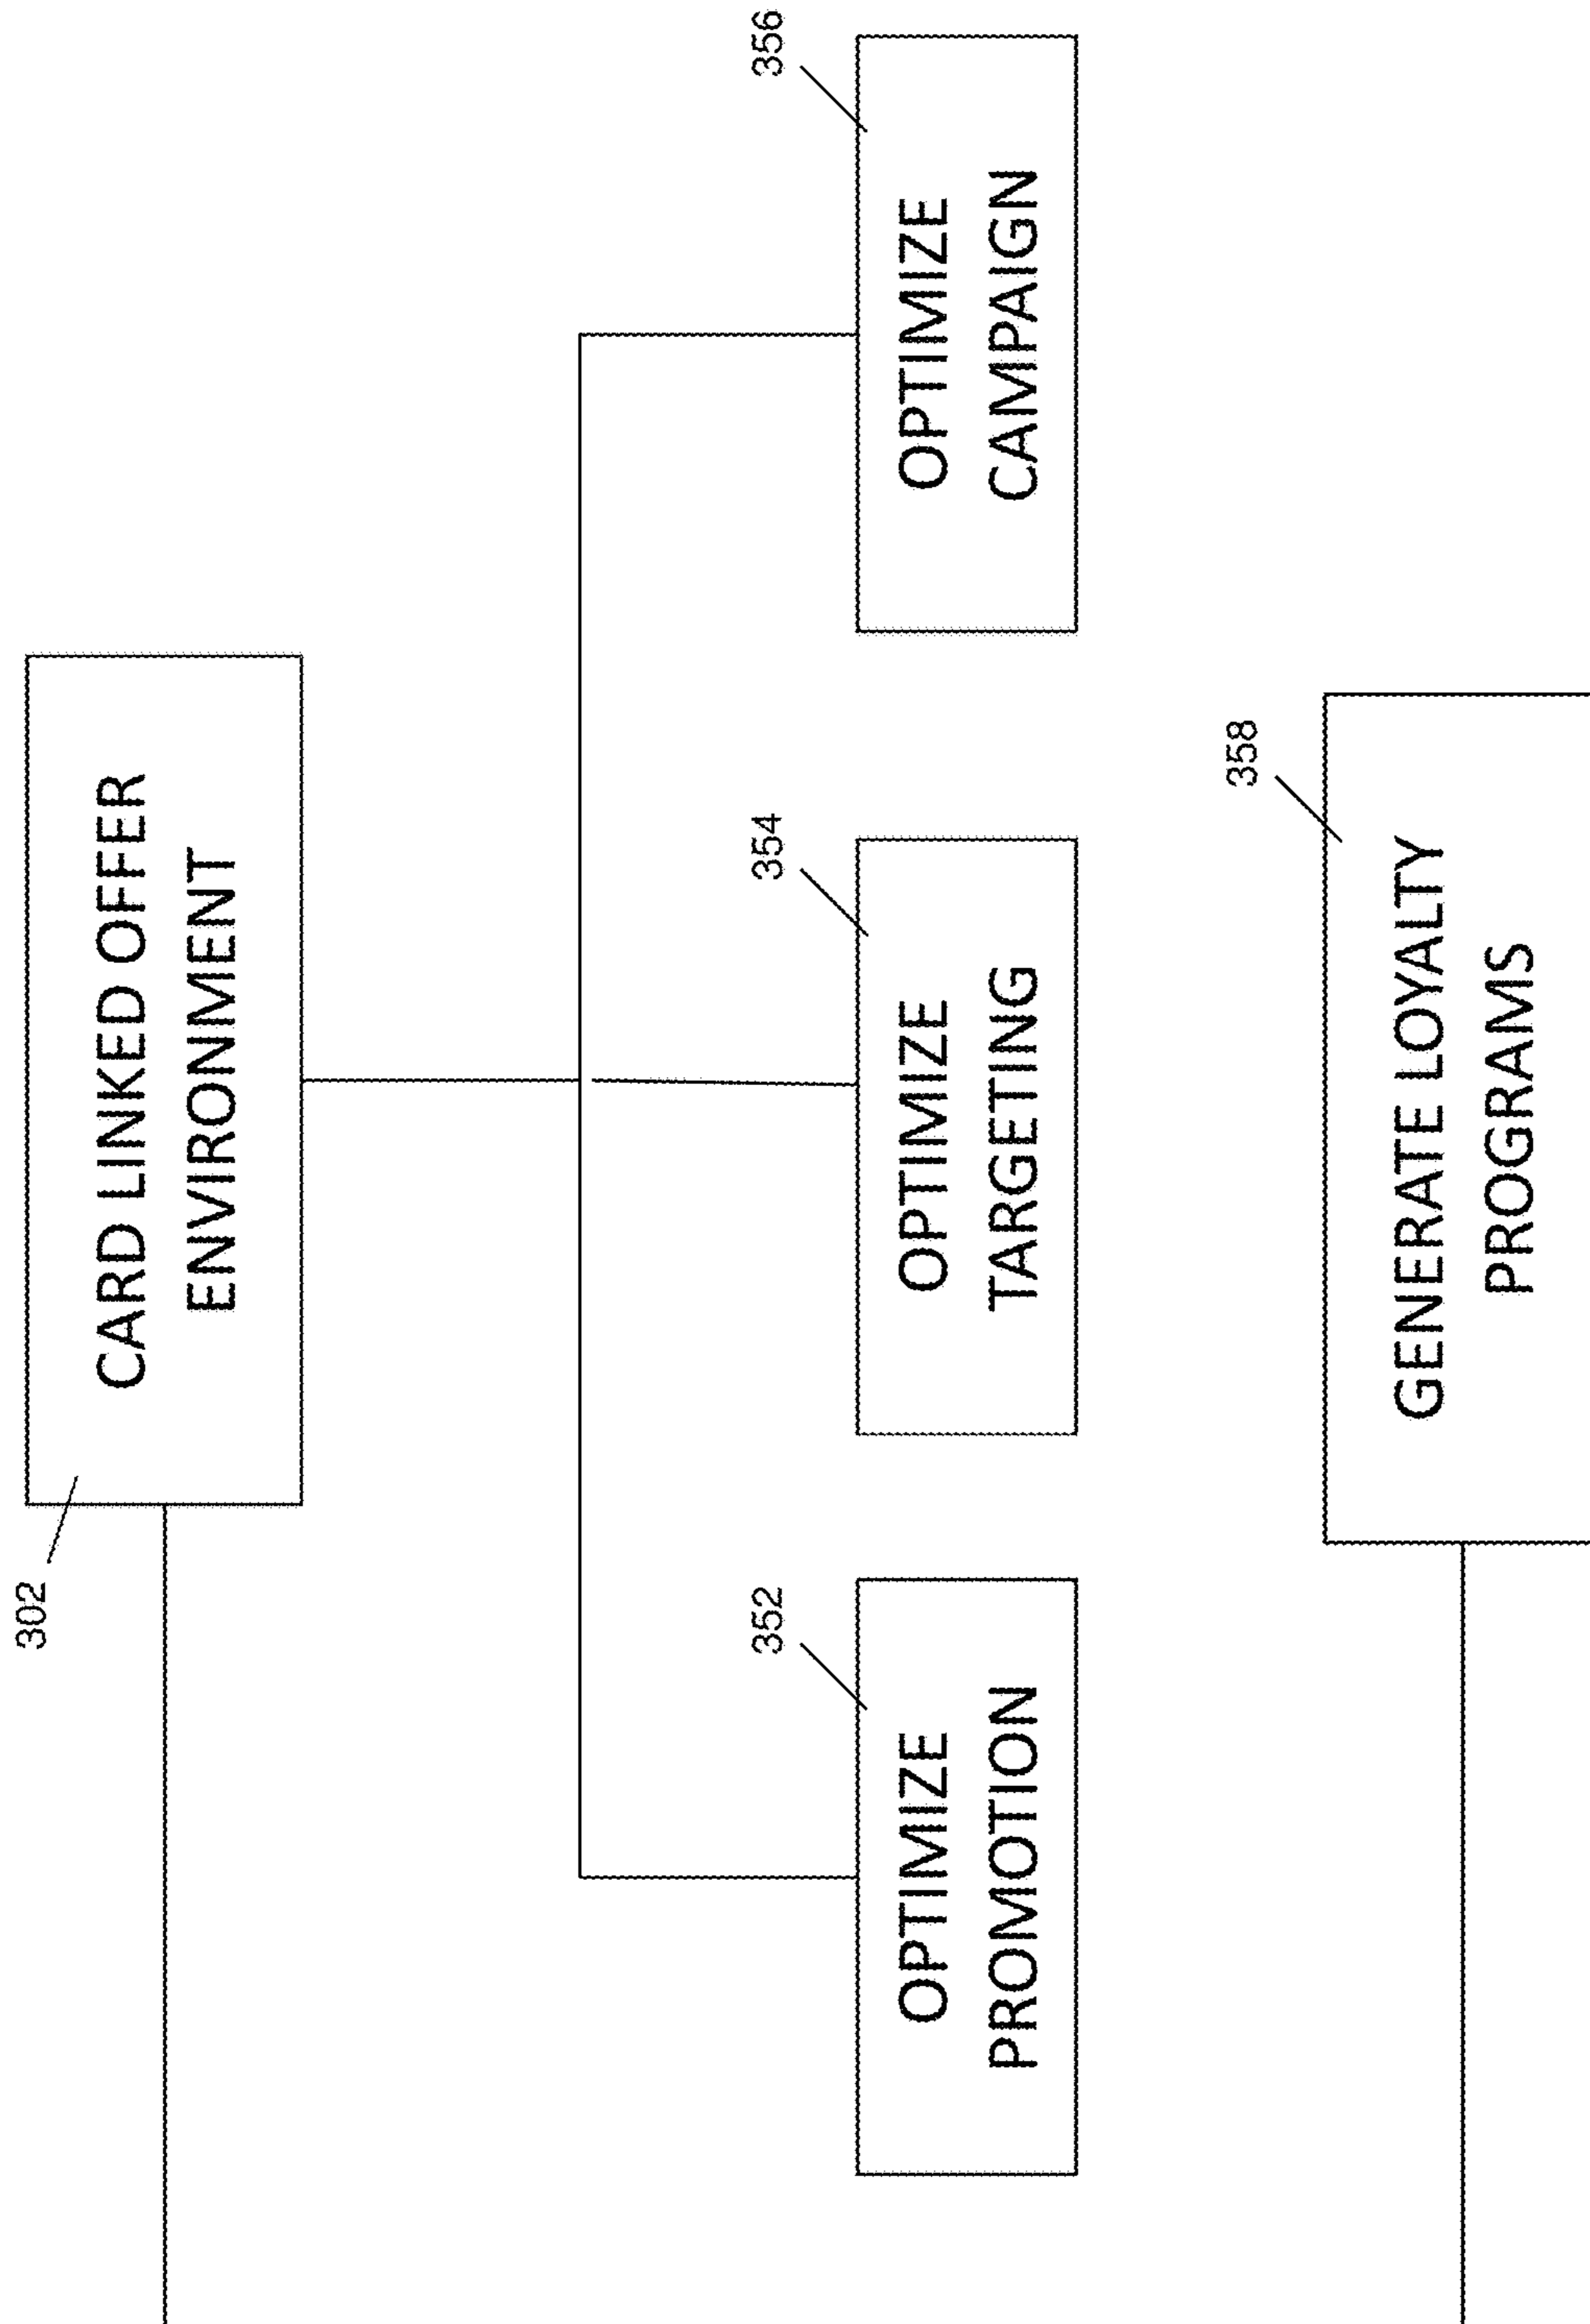 302
CARD LINKED OFFER
ENVIRONMENT
352
OPTIMIZE
PROMOTION
354
OPTIMIZE
TARGETING
356
OPTIMIZE
CAMPAIGN
358
GENERATE LOYALTY
PROGRAMS